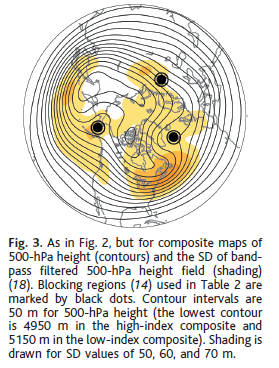 Fig. 3. As in Fig. 2, but for composite maps of
500-hPa height (contours) and the SD of band-
pass filtered 500-hPa height field (shading)
(18). Blocking regions (14) used in Table 2 are
marked by black dots. Contour intervals are
50 m for 500-hPa height (the lowest contour
is 4950 m in the high-index composite and
5150 m in the low-index composite). Shading is
drawn for SD values of 50, 60, and 70 m.